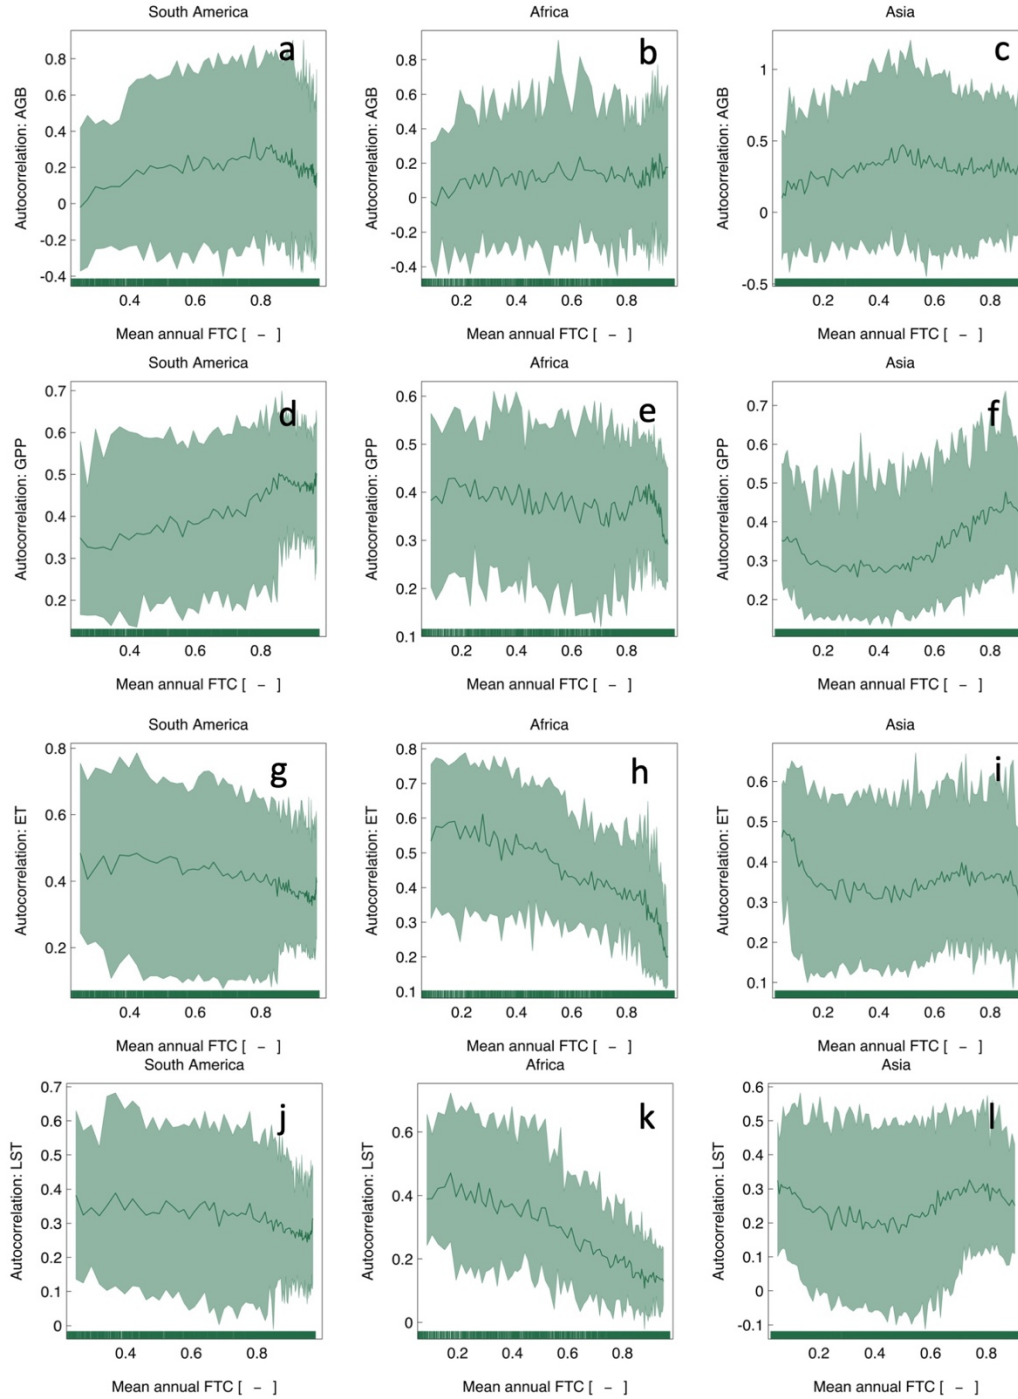 South America
Africa
Asia
a
b
c
Autocorrelation: AGB
0.8
0.6
0.4
0.2
0
-0.2
-0.4
0.4
0.6
0.8
Mean annual FTC [ – ]
Autocorrelation: AGB
0.8
0.6
0.4
0.2
0
-0.2
-0.4
0.2
0.4
0.6
0.8
Mean annual FTC [ – ]
Autocorrelation: AGB
1
0.5
0
-0.5
0.2
0.4
0.6
0.8
Mean annual FTC [ – ]
South America
Africa
Asia
d
e
f
Autocorrelation: GPP
0.7
0.6
0.5
0.4
0.3
0.2
0.4
0.6
0.8
Mean annual FTC [ – ]
Autocorrelation: GPP
0.6
0.5
0.4
0.3
0.2
0.1
0.2
0.4
0.6
0.8
Mean annual FTC [ – ]
Autocorrelation: GPP
0.7
0.6
0.5
0.4
0.3
0.2
0.2
0.4
0.6
0.8
Mean annual FTC [ – ]
South America
Africa
Asia
g
h
i
Autocorrelation: ET
0.8
0.6
0.4
0.2
0.4
0.6
0.8
Mean annual FTC [ – ]
Autocorrelation: ET
0.8
0.7
0.6
0.5
0.4
0.3
0.2
0.1
0.2
0.4
0.6
0.8
Mean annual FTC [ – ]
Autocorrelation: ET
0.6
0.5
0.4
0.3
0.2
0.1
0.2
0.4
0.6
0.8
Mean annual FTC [ – ]
South America
Africa
Asia
j
k
l
Autocorrelation: LST
0.7
0.6
0.5
0.4
0.3
0.2
0.1
0
0.4
0.6
0.8
Mean annual FTC [ – ]
Autocorrelation: LST
0.6
0.4
0.2
0
0.2
0.4
0.6
0.8
Mean annual FTC [ – ]
Autocorrelation: LST
0.6
0.5
0.4
0.3
0.2
0.1
0
-0.1
0.2
0.4
0.6
0.8
Mean annual FTC [ – ]